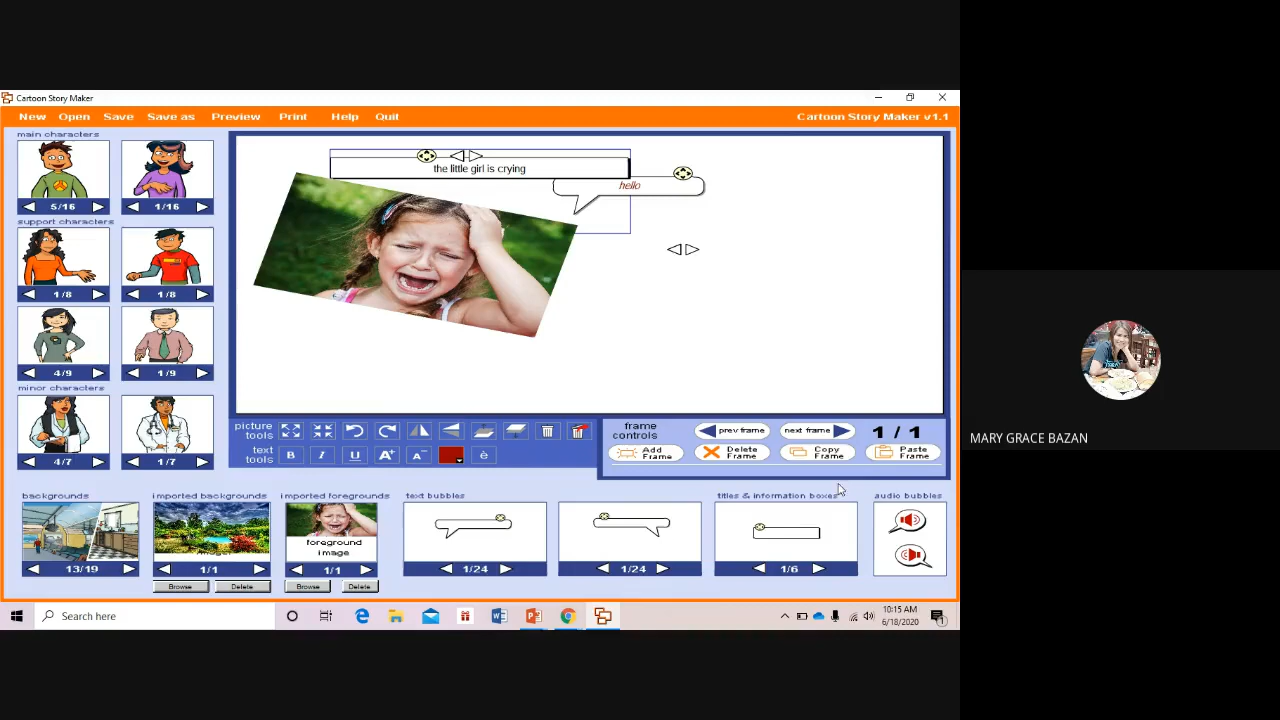 Cartoon Story Maker
New Open Save Save as Preview Print Help Quit Cartoon Story Maker v1.1
main characters
5/16 1/16
support characters
1/8 1/8
4/9 1/9
minor characters
4/7 1/7
the little girl is crying
hello
picture tools
text tools
B I U A+ A- è
frame controls
prev frame next frame 1 / 1
Add Frame Delete Frame Copy Frame Paste Frame
backgrounds imported backgrounds imported foregrounds text bubbles titles & information boxes audio bubbles
foreground image
13/19 1/1 1/1 1/24 1/24 1/6
Browse Delete Browse Delete
Search here
10:15 AM
6/18/2020
1
MARY GRACE BAZAN